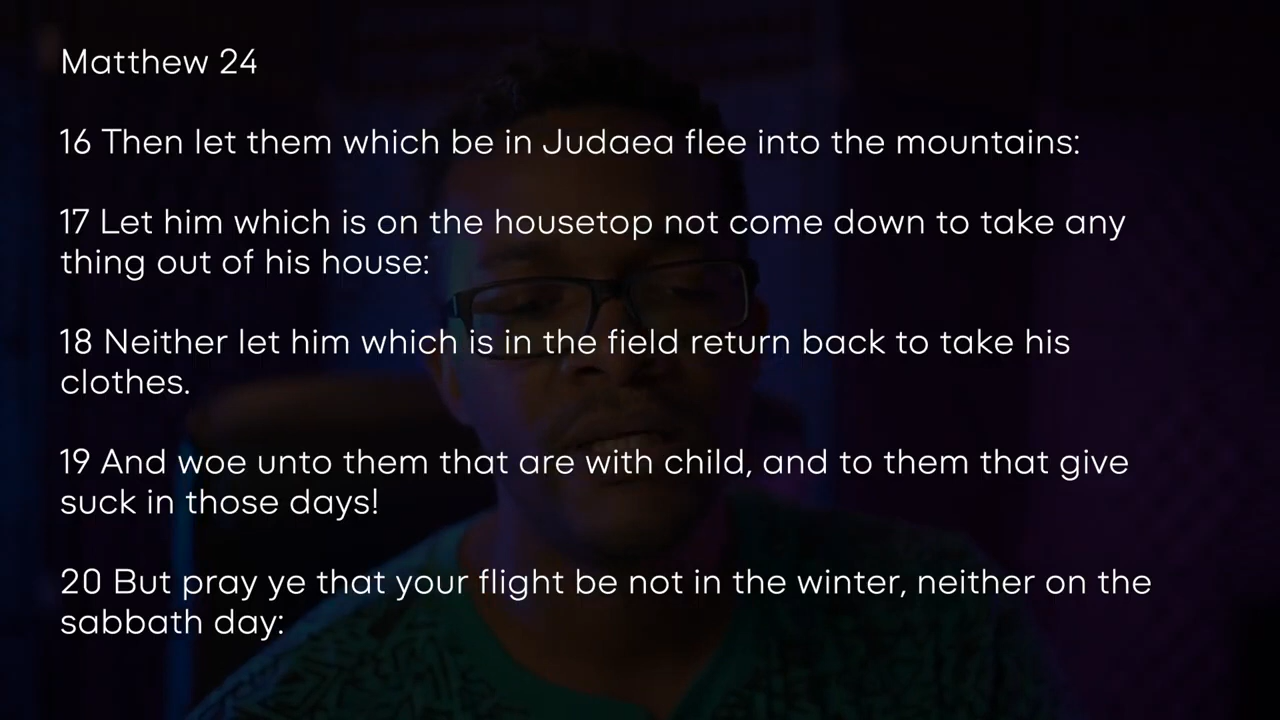 Matthew 24
16 Then let them which be in Judaea flee into the mountains:
17 Let him which is on the housetop not come down to take any
thing out of his house:
18 Neither let him which is in the field return back to take his
clothes.
19 And woe unto them that are with child, and to them that give
suck in those days!
20 But pray ye that your flight be not in the winter, neither on the
sabbath day: